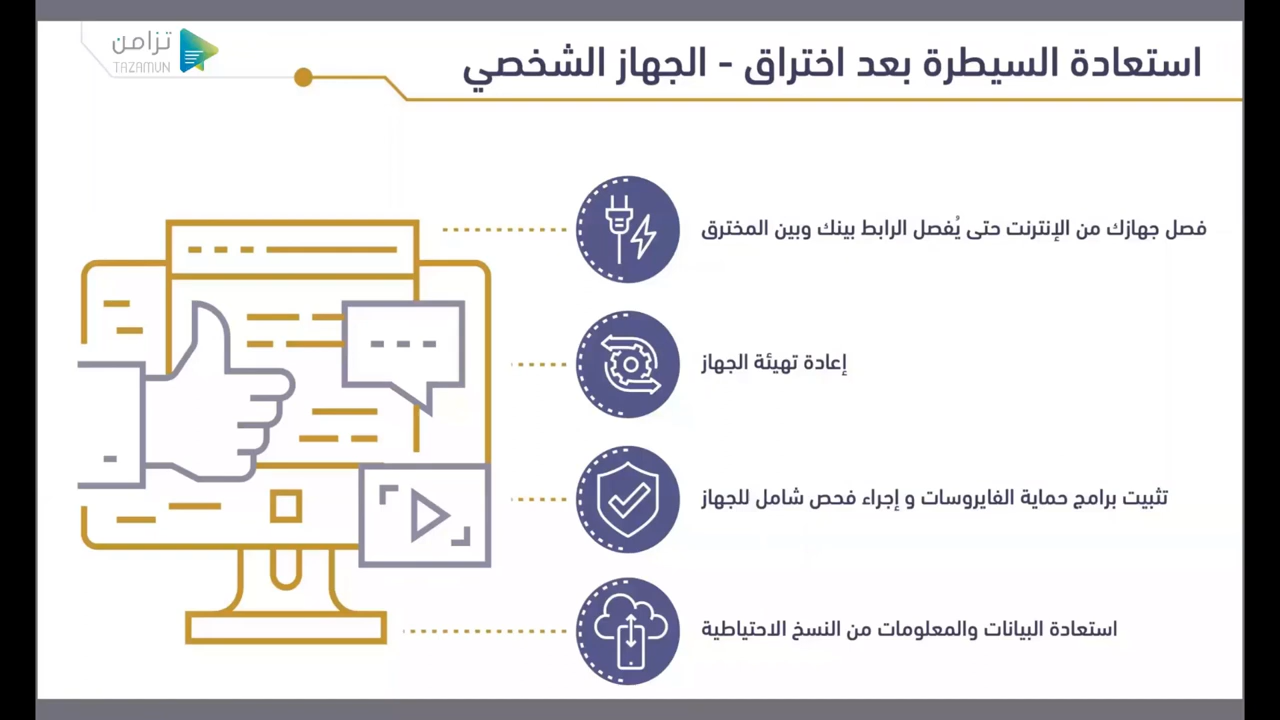 تزامن
TAZAMUN
استعادة السيطرة بعد اختراق - الجهاز الشخصي
فصل جهازك من الإنترنت حتى يُفصل الرابط بينك وبين المخترق
إعادة تهيئة الجهاز
تثبيت برامج حماية الفايروسات و إجراء فحص شامل للجهاز
استعادة البيانات والمعلومات من النسخ الاحتياطية